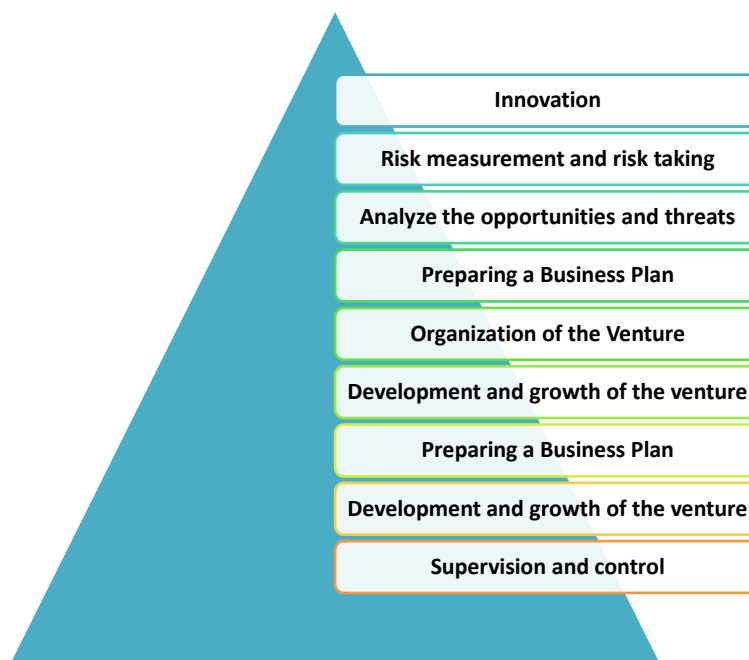 Innovation
Risk measurement and risk taking
Analyze the opportunities and threats
Preparing a Business Plan
Organization of the Venture
Development and growth of the venture
Preparing a Business Plan
Development and growth of the venture
Supervision and control